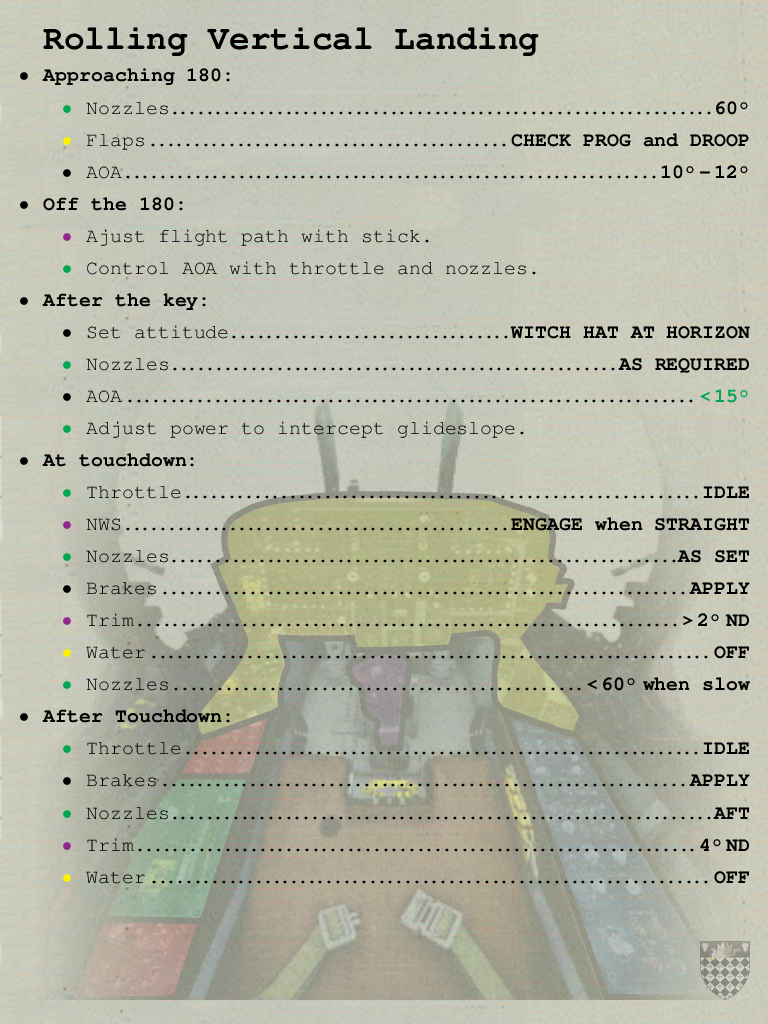 Rolling Vertical Landing
• Approaching 180:
• Nozzles..............................................................60°
• Flaps........................................CHECK PROG and DROOP
• AOA............................................................10°–12°
• Off the 180:
• Ajust flight path with stick.
• Control AOA with throttle and nozzles.
• After the key:
• Set attitude...............................WITCH HAT AT HORIZON
• Nozzles..................................................AS REQUIRED
• AOA................................................................<15°
• Adjust power to intercept glideslope.
• At touchdown:
• Throttle..........................................................IDLE
• NWS...........................................ENGAGE when STRAIGHT
• Nozzles.........................................................AS SET
• Brakes...........................................................APPLY
• Trim.............................................................>2° ND
• Water...............................................................OFF
• Nozzles..............................................<60° when slow
• After Touchdown:
• Throttle..........................................................IDLE
• Brakes...........................................................APPLY
• Nozzles.............................................................AFT
• Trim...............................................................4° ND
• Water...............................................................OFF